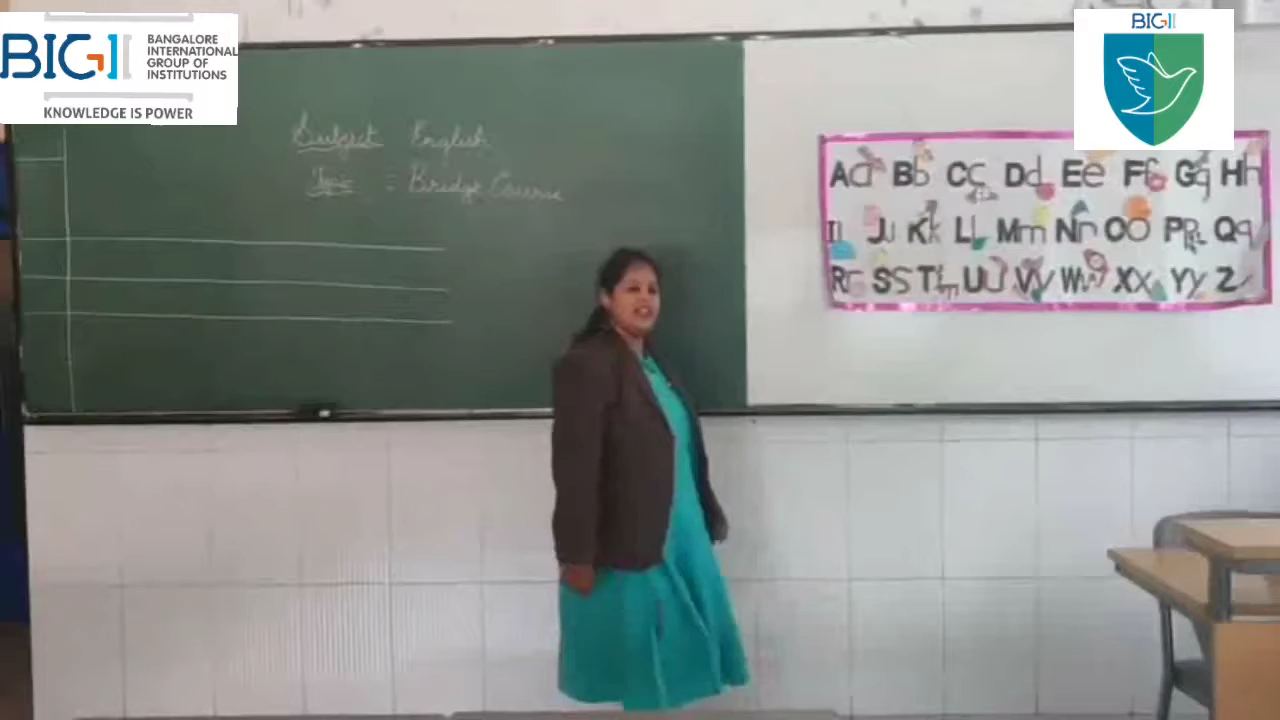 BIGI
BANGALORE
INTERNATIONAL
GROUP OF
INSTITUTIONS
KNOWLEDGE IS POWER
BIGI
Subject English
Topic = Bridge Course
Aa Bb Cc Dd Ee Ff Gg Hh
Ii Jj Kk Ll Mm Nn Oo Pp Qq
Rr Ss Tt Uu Vv Ww Xx Yy Zz